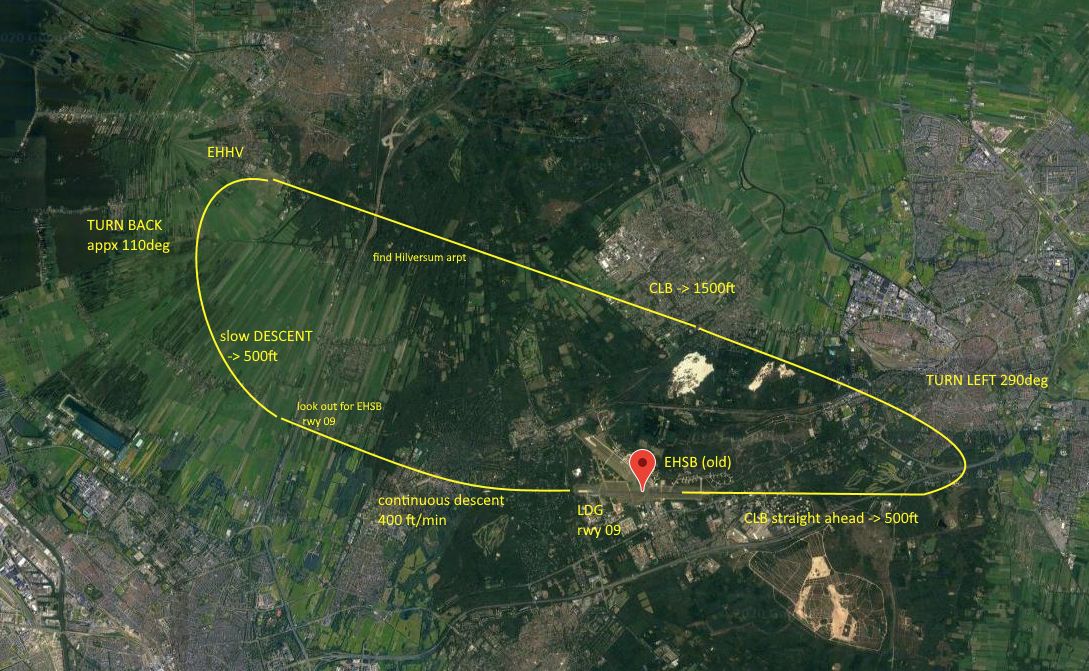 EHHV
TURN BACK
appx 110deg
find Hilversum arpt
CLB -> 1500ft
slow DESCENT
-> 500ft
TURN LEFT 290deg
look out for EHSB
rwy 09
EHSB (old)
continuous descent
400 ft/min
LDG
rwy 09
CLB straight ahead -> 500ft